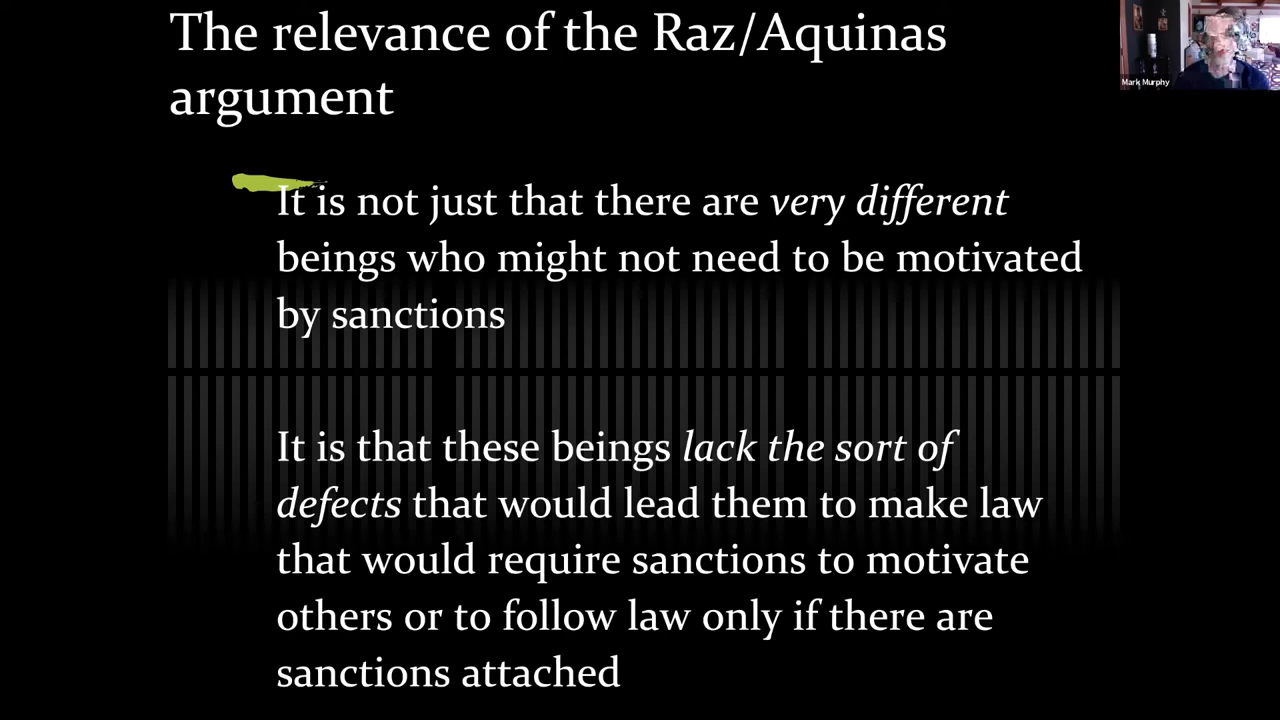 The relevance of the Raz/Aquinas
argument
Mark Murphy
It is not just that there are very different
beings who might not need to be motivated
by sanctions
It is that these beings lack the sort of
defects that would lead them to make law
that would require sanctions to motivate
others or to follow law only if there are
sanctions attached